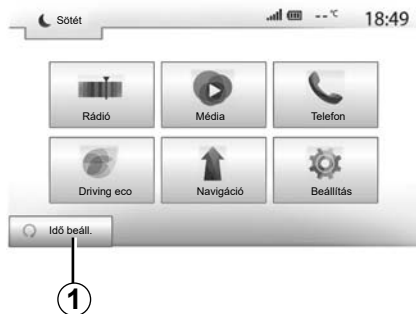 Sötét
--°C 18:49
Rádió Média Telefon
Driving eco Navigáció Beállítás
Idő beáll.
1